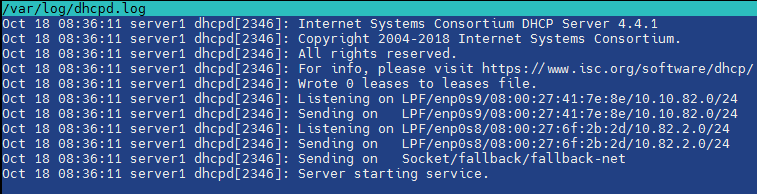 /var/log/dhcpd.log
Oct 18 08:36:11 server1 dhcpd[2346]: Internet Systems Consortium DHCP Server 4.4.1
Oct 18 08:36:11 server1 dhcpd[2346]: Copyright 2004-2018 Internet Systems Consortium.
Oct 18 08:36:11 server1 dhcpd[2346]: All rights reserved.
Oct 18 08:36:11 server1 dhcpd[2346]: For info, please visit https://www.isc.org/software/dhcp/
Oct 18 08:36:11 server1 dhcpd[2346]: Wrote 0 leases to leases file.
Oct 18 08:36:11 server1 dhcpd[2346]: Listening on LPF/enp0s9/08:00:27:41:7e:8e/10.10.82.0/24
Oct 18 08:36:11 server1 dhcpd[2346]: Sending on   LPF/enp0s9/08:00:27:41:7e:8e/10.10.82.0/24
Oct 18 08:36:11 server1 dhcpd[2346]: Listening on LPF/enp0s8/08:00:27:6f:2b:2d/10.82.2.0/24
Oct 18 08:36:11 server1 dhcpd[2346]: Sending on   LPF/enp0s8/08:00:27:6f:2b:2d/10.82.2.0/24
Oct 18 08:36:11 server1 dhcpd[2346]: Sending on   Socket/fallback/fallback-net
Oct 18 08:36:11 server1 dhcpd[2346]: Server starting service.